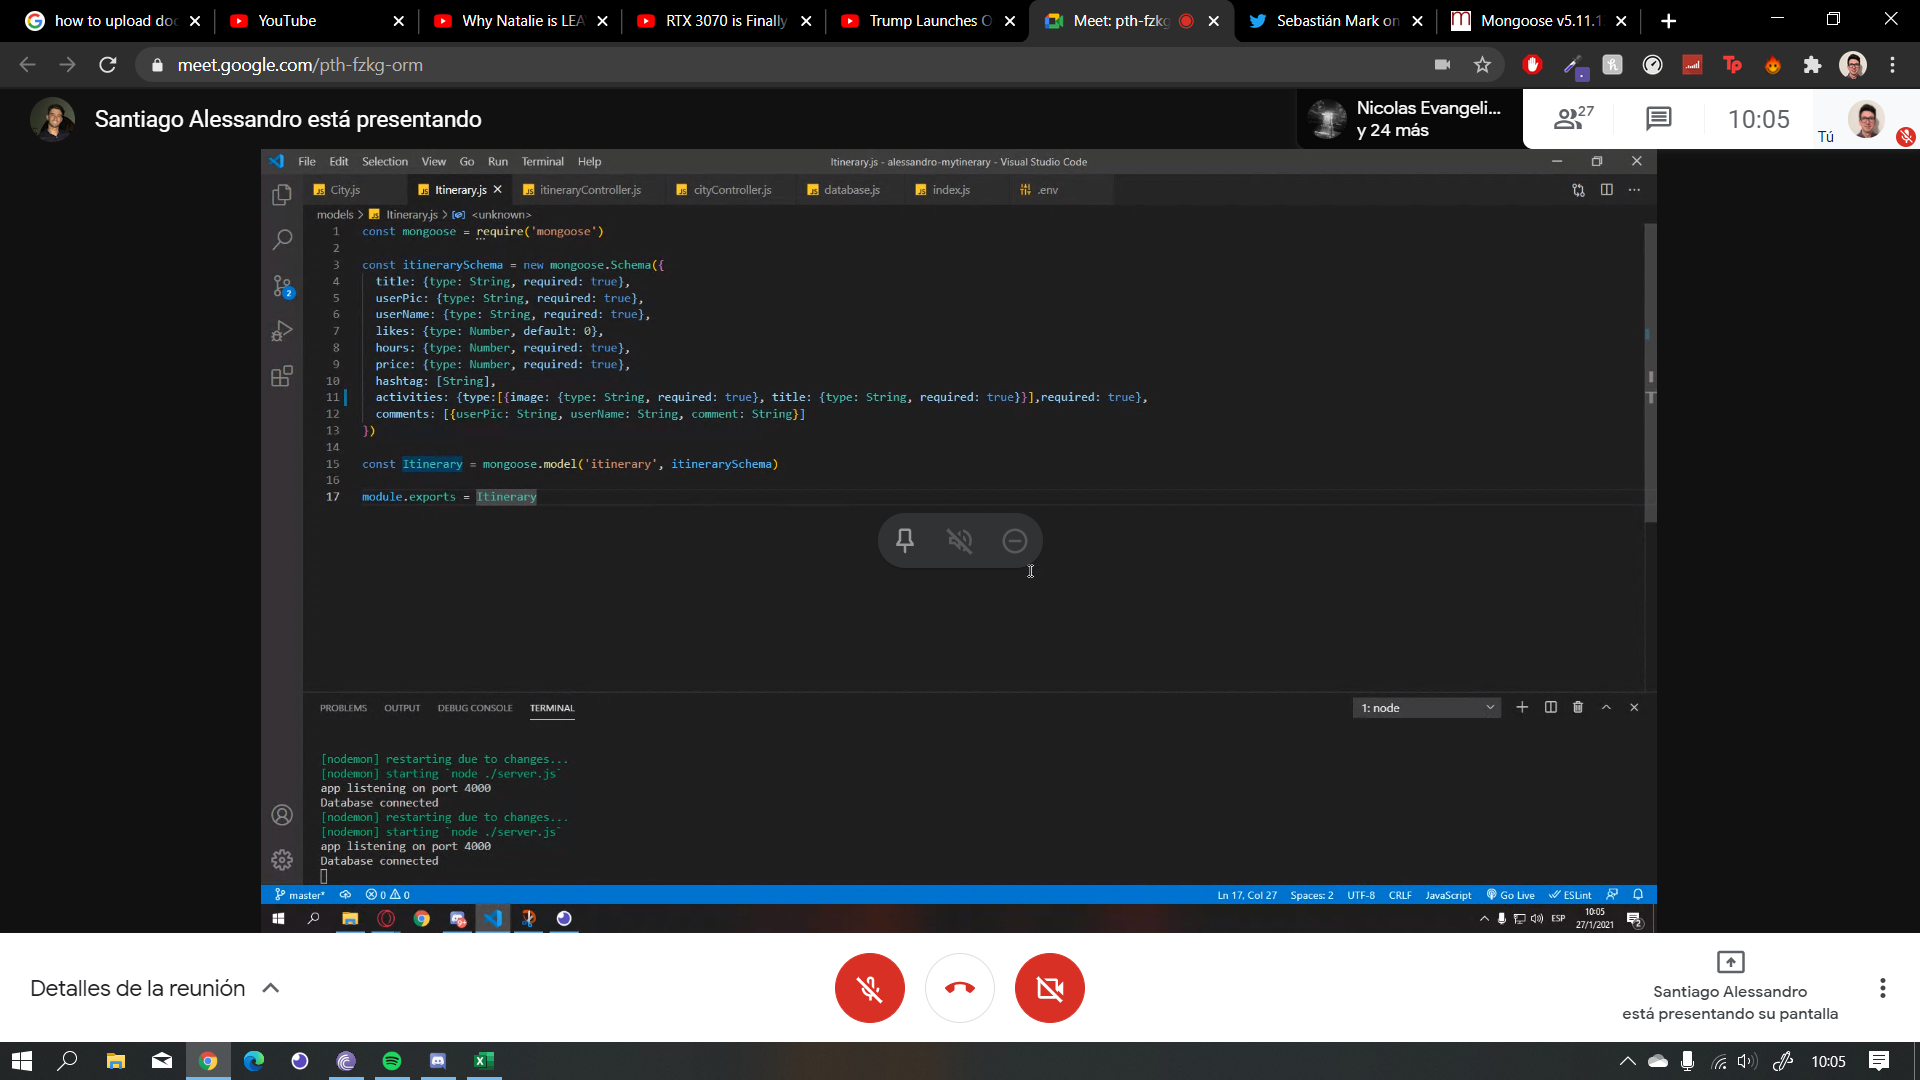 how to upload doc
YouTube
Why Natalie is LEA
RTX 3070 is Finally
Trump Launches O
Meet: pth-fzkg
Sebastián Mark on
Mongoose v5.11.1
meet.google.com/pth-fzkg-orm
Santiago Alessandro está presentando
Nicolas Evangeli...
y 24 más
27
10:05
Tú
File Edit Selection View Go Run Terminal Help
Itinerary.js - alessandro-mytinerary - Visual Studio Code
City.js
Itinerary.js
itineraryController.js
cityController.js
database.js
index.js
.env
models > Itinerary.js > <unknown>
1 const mongoose = require('mongoose')
2
3 const itinerarySchema = new mongoose.Schema({
4 title: {type: String, required: true},
5 userPic: {type: String, required: true},
6 userName: {type: String, required: true},
7 likes: {type: Number, default: 0},
8 hours: {type: Number, required: true},
9 price: {type: Number, required: true},
10 hashtag: [String],
11 activities: {type:[{image: {type: String, required: true}, title: {type: String, required: true}}],required: true},
12 comments: [{userPic: String, userName: String, comment: String}]
13 })
14
15 const Itinerary = mongoose.model('itinerary', itinerarySchema)
16
17 module.exports = Itinerary
2
PROBLEMS OUTPUT DEBUG CONSOLE TERMINAL
1: node
[nodemon] restarting due to changes...
[nodemon] starting `node ./server.js`
app listening on port 4000
Database connected
[nodemon] restarting due to changes...
[nodemon] starting `node ./server.js`
app listening on port 4000
Database connected
master* 0 0
Ln 17, Col 27 Spaces: 2 UTF-8 CRLF JavaScript Go Live ESLint
ESP
10:05
27/1/2021
2
Detalles de la reunión
Santiago Alessandro
está presentando su pantalla
10:05